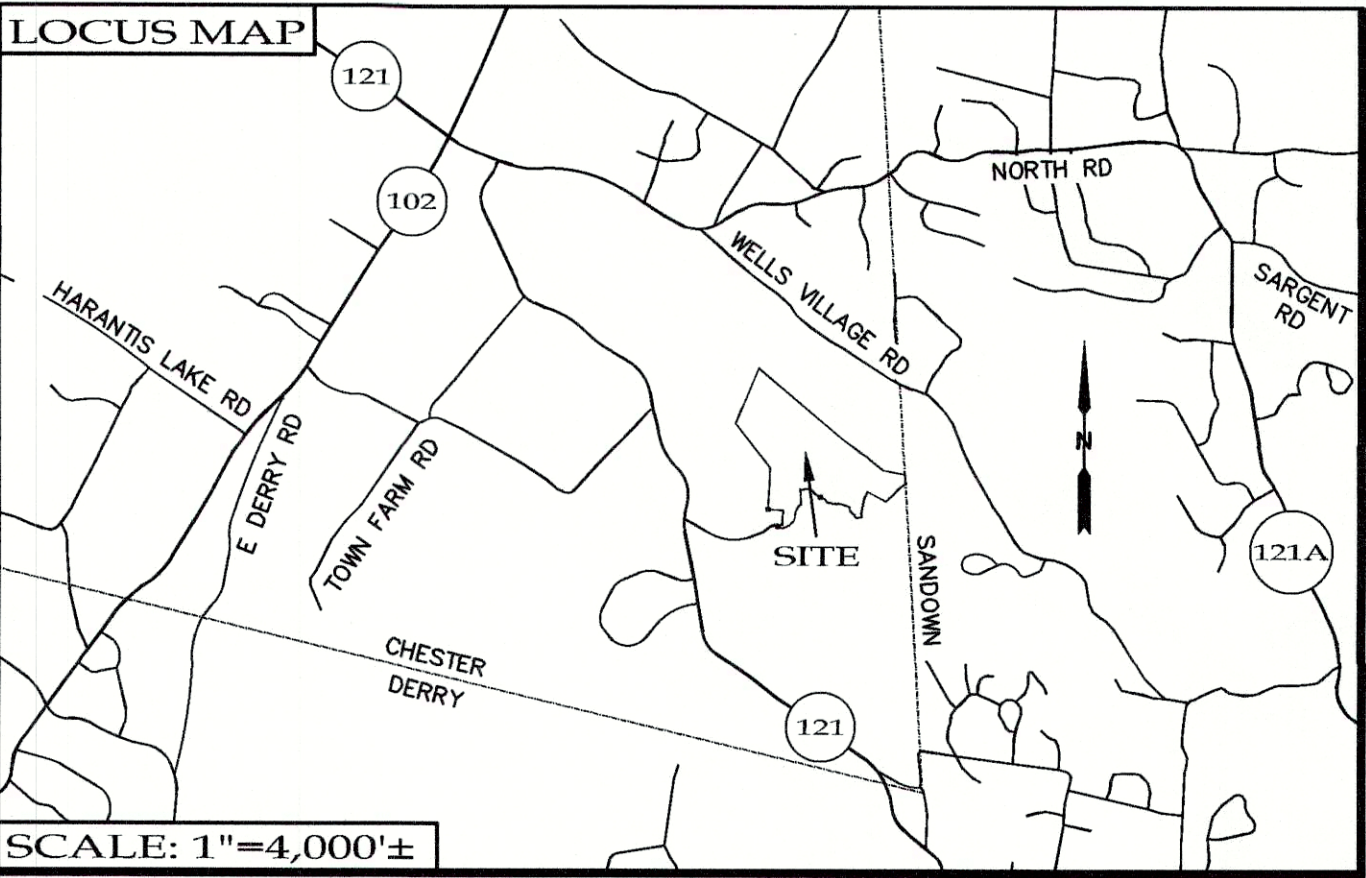 LOCUS MAP
121
102
NORTH RD
WELLS VILLAGE RD
SARGENT
RD
HARANTIS LAKE RD
E DERRY RD
TOWN FARM RD
N
SITE
SANDOWN
121A
CHESTER
DERRY
121
SCALE: 1"=4,000'±